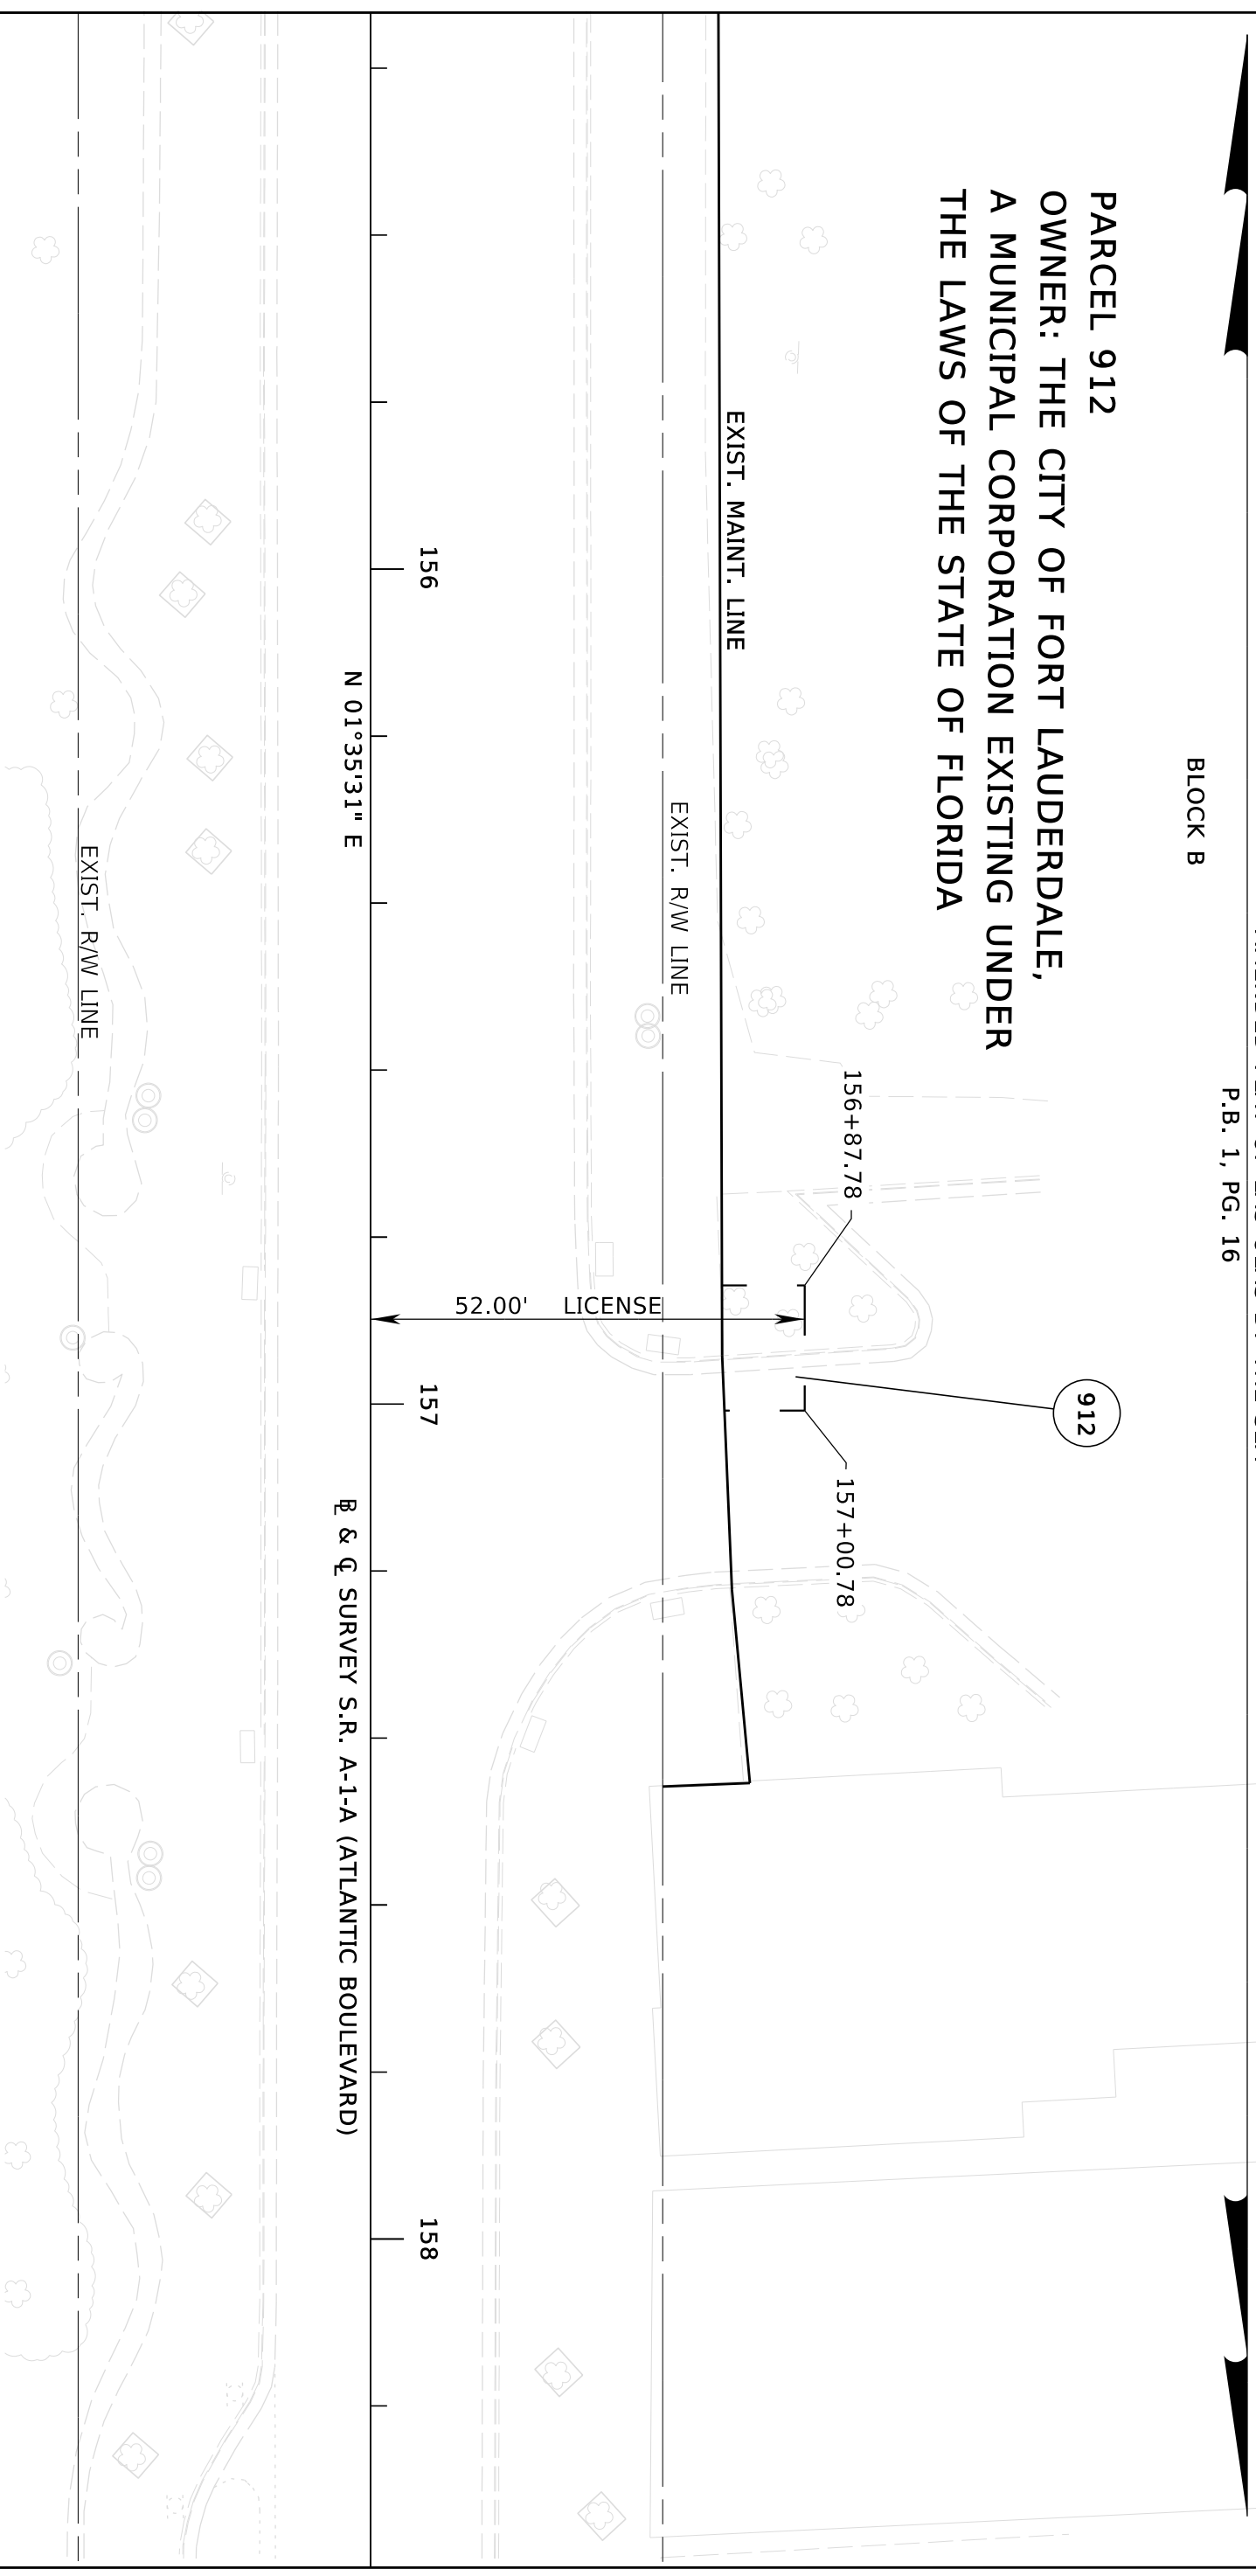 BLOCK B
P.B. 1, PG. 16
PARCEL 912
OWNER: THE CITY OF FORT LAUDERDALE,
A MUNICIPAL CORPORATION EXISTING UNDER
THE LAWS OF THE STATE OF FLORIDA
156+87.78
157+00.78
912
EXIST. MAINT. LINE
EXIST. R/W LINE
52.00' LICENSE
156
157
158
N 01°35'31" E
BL & CL SURVEY S.R. A-1-A (ATLANTIC BOULEVARD)
EXIST. R/W LINE